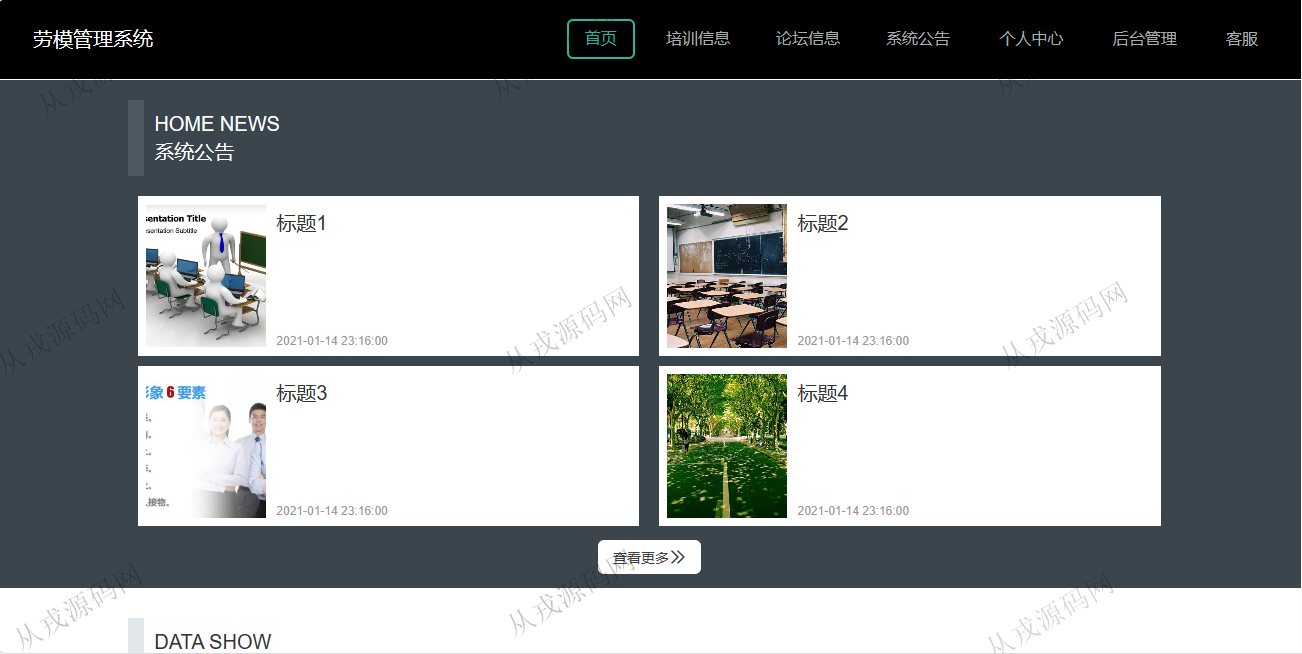 劳模管理系统
首页 培训信息 论坛信息 系统公告 个人中心 后台管理 客服
HOME NEWS
系统公告
sentation Title
esentation Subtitle
标题1
2021-01-14 23:16:00
标题2
2021-01-14 23:16:00
象 6 要素
接物。
标题3
2021-01-14 23:16:00
标题4
2021-01-14 23:16:00
查看更多
DATA SHOW
从戎源码网
从戎源码网
从戎源码网
从戎源码网
从戎源码网
从戎源码网